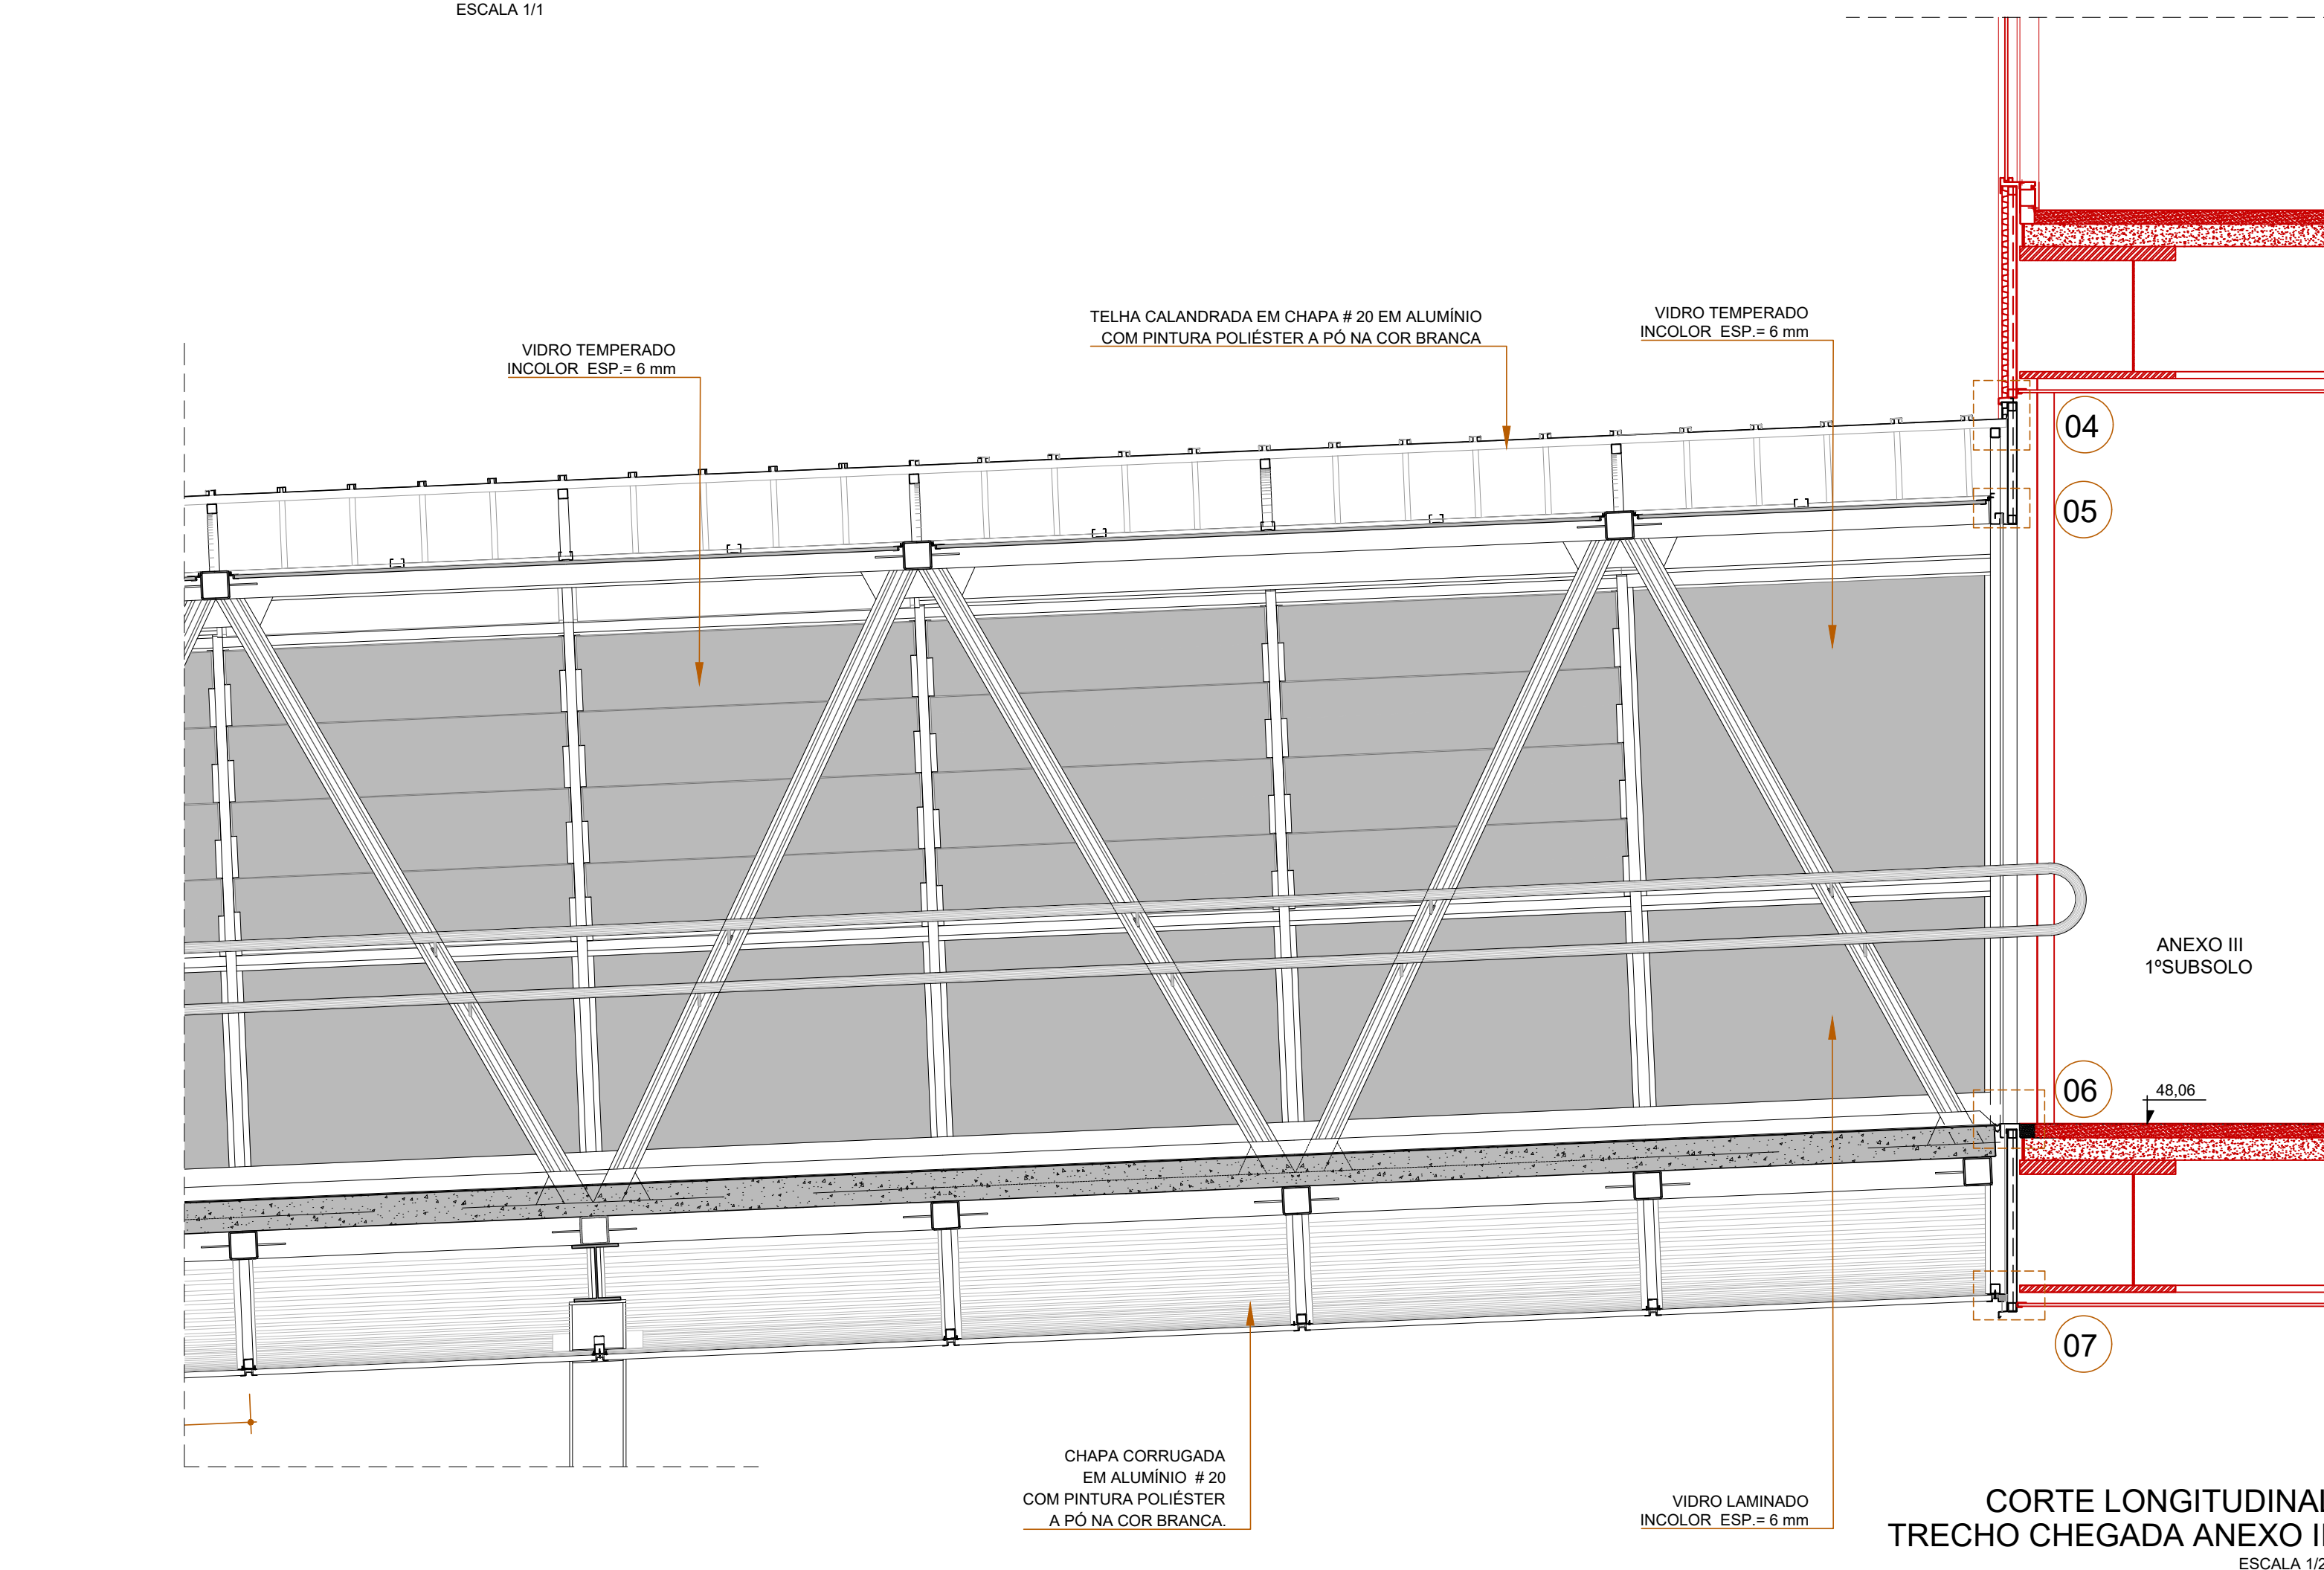 ESCALA 1/1
VIDRO TEMPERADO
INCOLOR ESP.= 6 mm
TELHA CALANDRADA EM CHAPA # 20 EM ALUMÍNIO
COM PINTURA POLIÉSTER A PÓ NA COR BRANCA
VIDRO TEMPERADO
INCOLOR ESP.= 6 mm
04
05
ANEXO III
1ºSUBSOLO
06
48,06
07
CHAPA CORRUGADA
EM ALUMÍNIO # 20
COM PINTURA POLIÉSTER
A PÓ NA COR BRANCA.
VIDRO LAMINADO
INCOLOR ESP.= 6 mm
CORTE LONGITUDINAL
TRECHO CHEGADA ANEXO
ESCALA